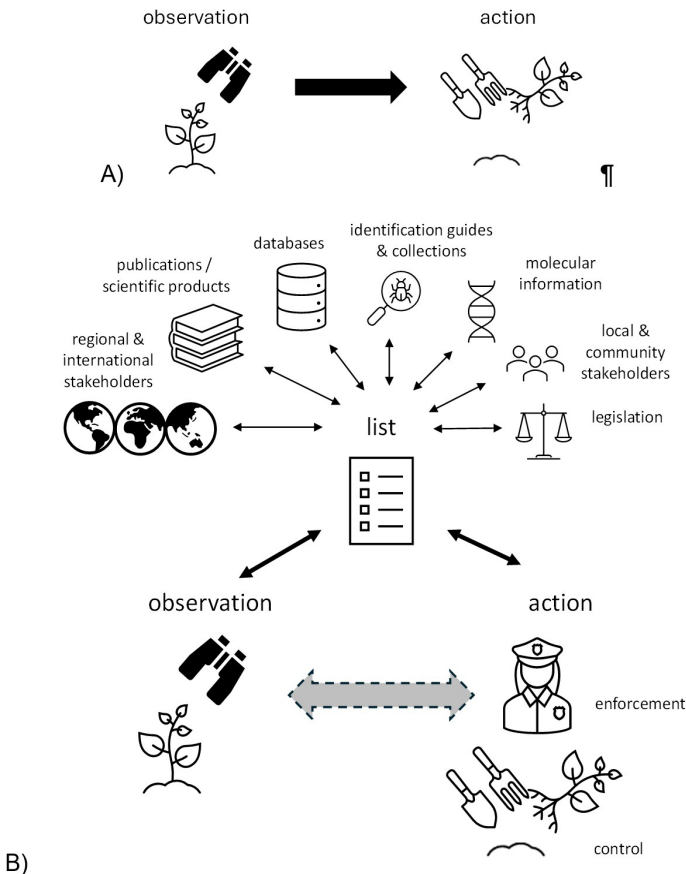 observation
action
A)
¶
identification guides
& collections
databases
molecular
information
publications /
scientific products
local &
community
stakeholders
regional &
international
stakeholders
legislation
list
observation
action
enforcement
control
B)